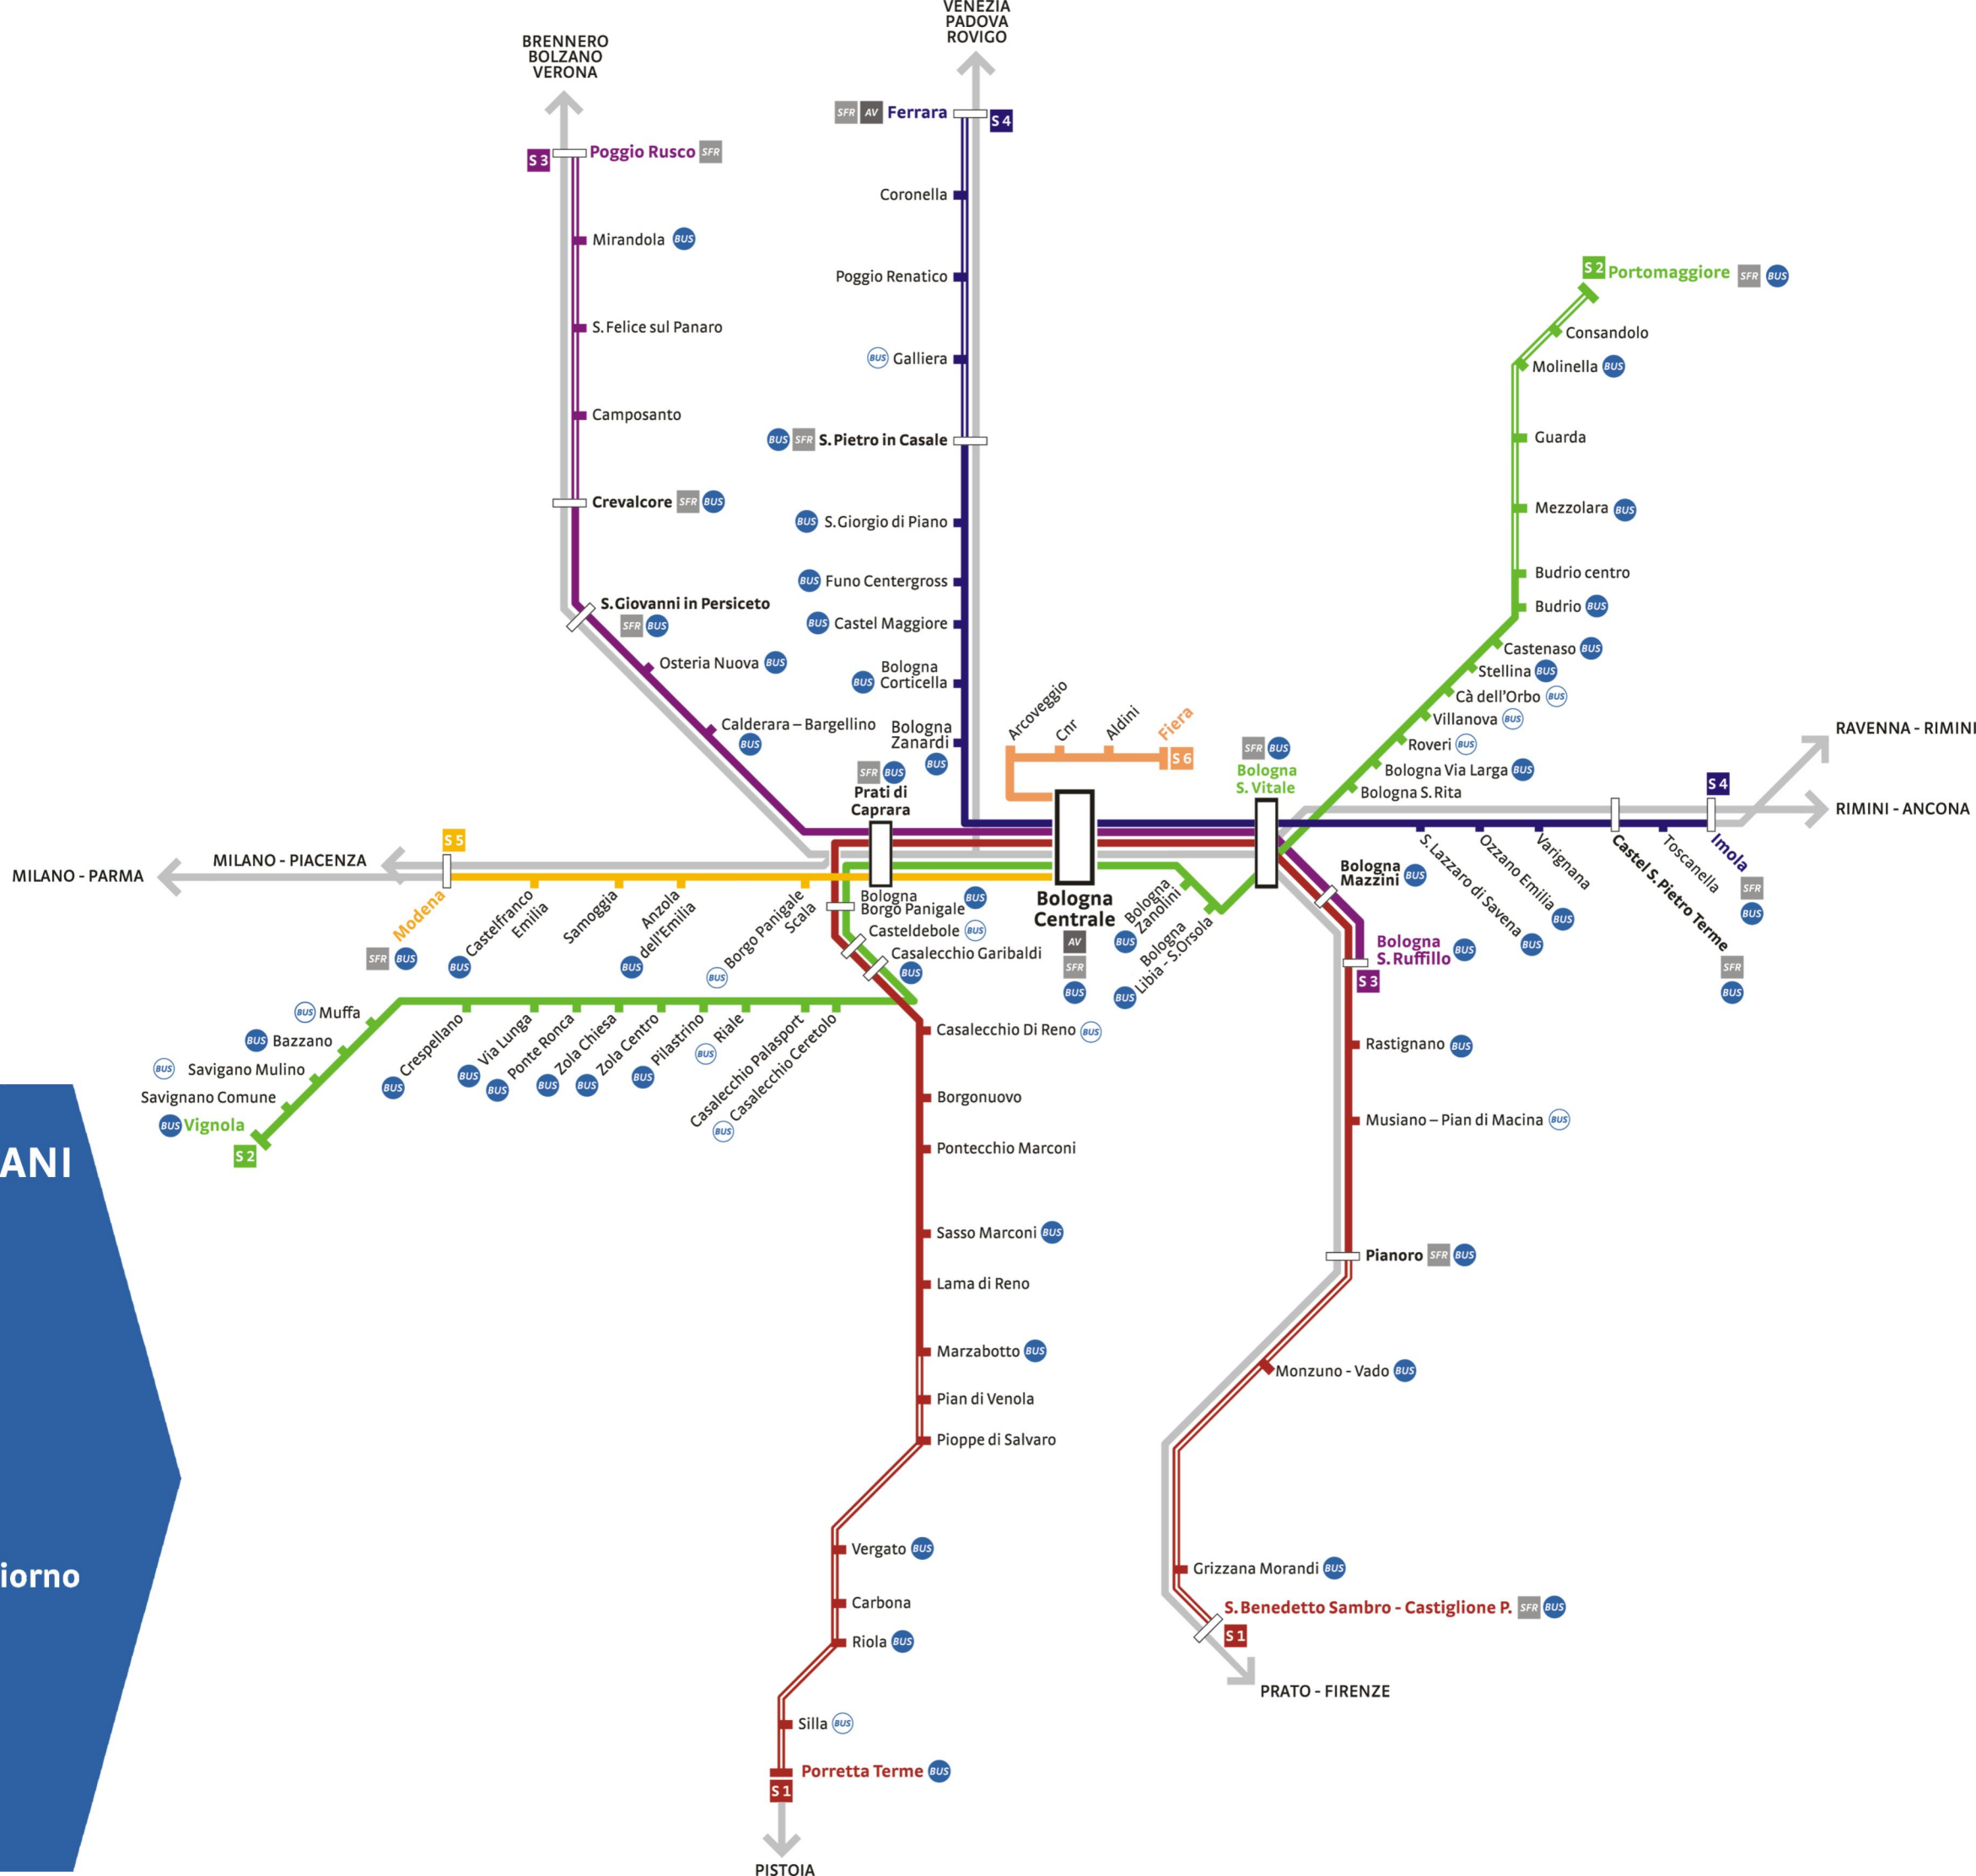 BRENNERO
BOLZANO
VERONA
VENEZIA
PADOVA
ROVIGO
S 3
Poggio Rusco SFR
Mirandola BUS
S.Felice sul Panaro
Camposanto
Crevalcore SFR BUS
S.Giovanni in Persiceto
SFR BUS
Osteria Nuova BUS
Calderara – Bargellino
BUS
SFR AV Ferrara
S 4
Coronella
Poggio Renatico
BUS Galliera
BUS SFR S.Pietro in Casale
BUS S.Giorgio di Piano
BUS Funo Centergross
BUS Castel Maggiore
Bologna
BUS Corticella
Bologna
Zanardi
BUS
SFR BUS
Prati di
Caprara
Arcoveggio
Cnr
Aldini
Fiera
S 6
SFR BUS
Bologna
S.Vitale
S 2 Portomaggiore SFR BUS
Consandolo
Molinella BUS
Guarda
Mezzolara BUS
Budrio centro
Budrio BUS
Castenaso BUS
Stellina BUS
Cà dell'Orbo BUS
Villanova BUS
Roveri BUS
Bologna Via Larga BUS
Bologna S.Rita
RAVENNA - RIMINI
RIMINI - ANCONA
S 4
Imola
SFR
BUS
Toscanella
Castel S.Pietro Terme
SFR
BUS
Varignana
Ozzano Emilia
BUS
S.Lazzaro di Savena
BUS
MILANO - PIACENZA
MILANO - PARMA
S 5
Modena
SFR BUS
Castelfranco
Emilia
BUS
Samoggia
Anzola
dell'Emilia
BUS
Borgo Panigale
Scala
BUS
Bologna
Borgo Panigale
BUS
Casteldebole BUS
Casalecchio Garibaldi
BUS
Bologna
Centrale
AV
SFR
BUS
Bologna
Zanolini
BUS
Bologna
Libia - S.Orsola
BUS
Bologna
Mazzini BUS
Bologna
S.Ruffillo BUS
S 3
Rastignano BUS
Musiano – Pian di Macina BUS
Pianoro SFR BUS
Monzuno - Vado BUS
Grizzana Morandi BUS
S.Benedetto Sambro - Castiglione P. SFR BUS
S 1
PRATO - FIRENZE
BUS Muffa
BUS Bazzano
BUS Savigano Mulino
Savignano Comune
BUS Vignola
S 2
Crespellano
BUS
Via Lunga
BUS
Ponte Ronca
BUS
Zola Chiesa
BUS
Zola Centro
BUS
Pilastrino
BUS
Riale
BUS
Casalecchio Palasport
Casalecchio Ceretolo
BUS
Casalecchio Di Reno BUS
Borgonuovo
Pontecchio Marconi
Sasso Marconi BUS
Lama di Reno
Marzabotto BUS
Pian di Venola
Pioppe di Salvaro
Vergato BUS
Carbona
Riola BUS
Silla BUS
Porretta Terme BUS
S 1
PISTOIA
ANI
iorno